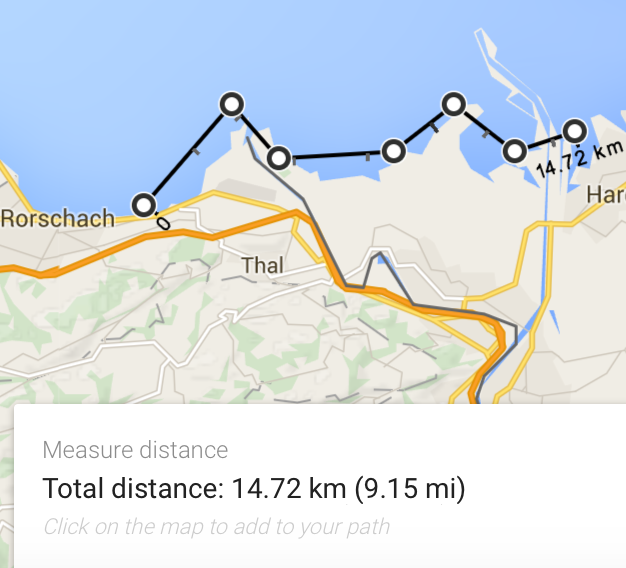 14.72 km
Har
Rorschach
0
Thal
Measure distance
Total distance: 14.72 km (9.15 mi)
Click on the map to add to your path